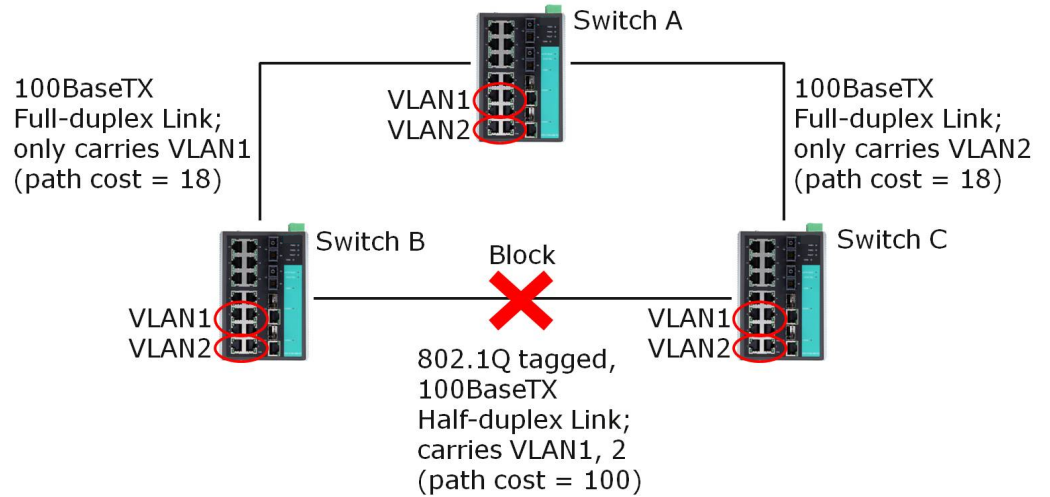 Switch A
100BaseTX
Full-duplex Link;
only carries VLAN1
(path cost = 18)
VLAN1
VLAN2
100BaseTX
Full-duplex Link;
only carries VLAN2
(path cost = 18)
Switch B
Block
Switch C
VLAN1
VLAN2
VLAN1
VLAN2
802.1Q tagged,
100BaseTX
Half-duplex Link;
carries VLAN1, 2
(path cost = 100)